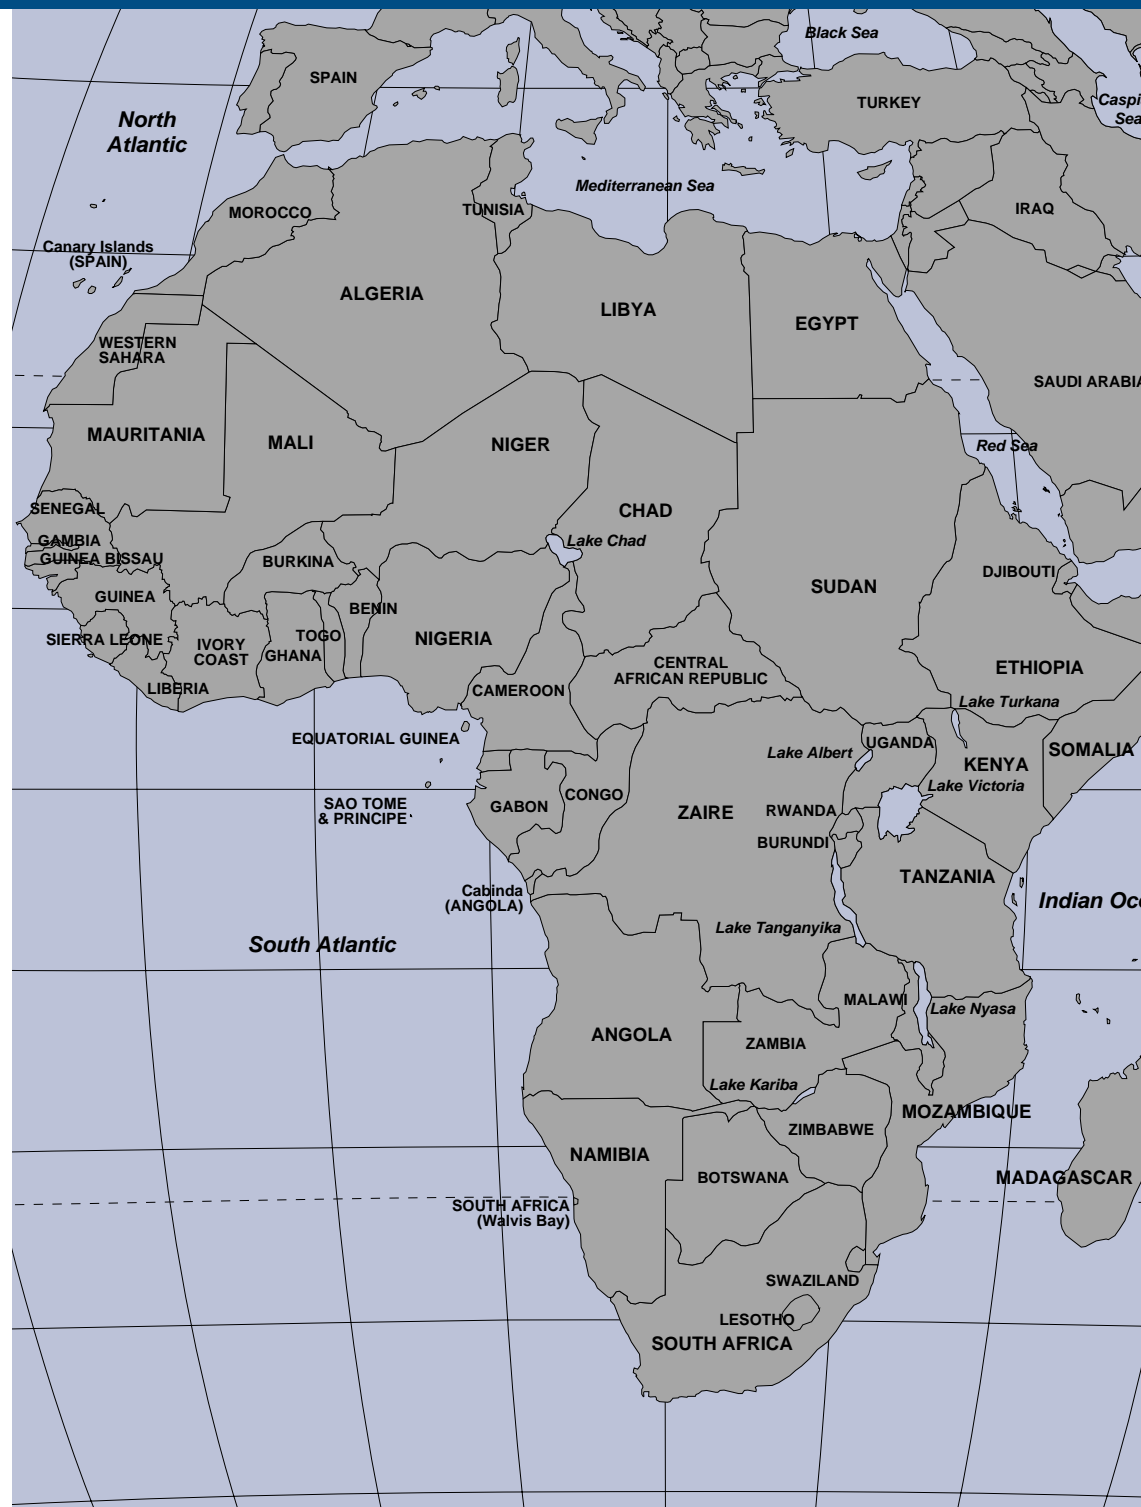 Black Sea
SPAIN
TURKEY
Caspi
Sea
North
Atlantic
Mediterranean Sea
MOROCCO
TUNISIA
IRAQ
Canary Islands
(SPAIN)
ALGERIA
LIBYA
EGYPT
WESTERN
SAHARA
SAUDI ARABIA
MAURITANIA
MALI
NIGER
Red Sea
SENEGAL
CHAD
GAMBIA
Lake Chad
GUINEA BISSAU
BURKINA
DJIBOUTI
SUDAN
GUINEA
BENIN
SIERRA LEONE
IVORY
COAST
TOGO
GHANA
NIGERIA
CENTRAL
AFRICAN REPUBLIC
ETHIOPIA
LIBERIA
CAMEROON
Lake Turkana
EQUATORIAL GUINEA
Lake Albert
UGANDA
SOMALIA
KENYA
Lake Victoria
SAO TOME
& PRINCIPE
GABON
CONGO
ZAIRE
RWANDA
BURUNDI
TANZANIA
Cabinda
(ANGOLA)
Indian Oce
Lake Tanganyika
South Atlantic
MALAWI
Lake Nyasa
ANGOLA
ZAMBIA
Lake Kariba
MOZAMBIQUE
ZIMBABWE
NAMIBIA
BOTSWANA
MADAGASCAR
SOUTH AFRICA
(Walvis Bay)
SWAZILAND
LESOTHO
SOUTH AFRICA